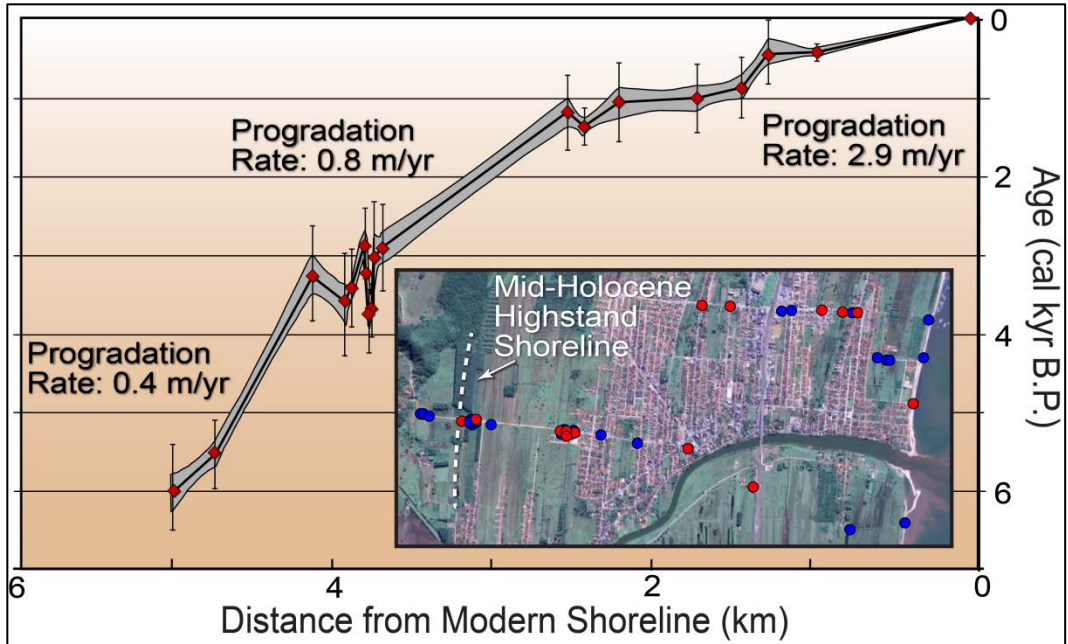 0
Progradation
Rate: 0.8 m/yr
Progradation
Rate: 2.9 m/yr
2
Age (cal kyr B.P.)
Mid-Holocene
Highstand
Shoreline
4
Progradation
Rate: 0.4 m/yr
6
6
4
2
0
Distance from Modern Shoreline (km)